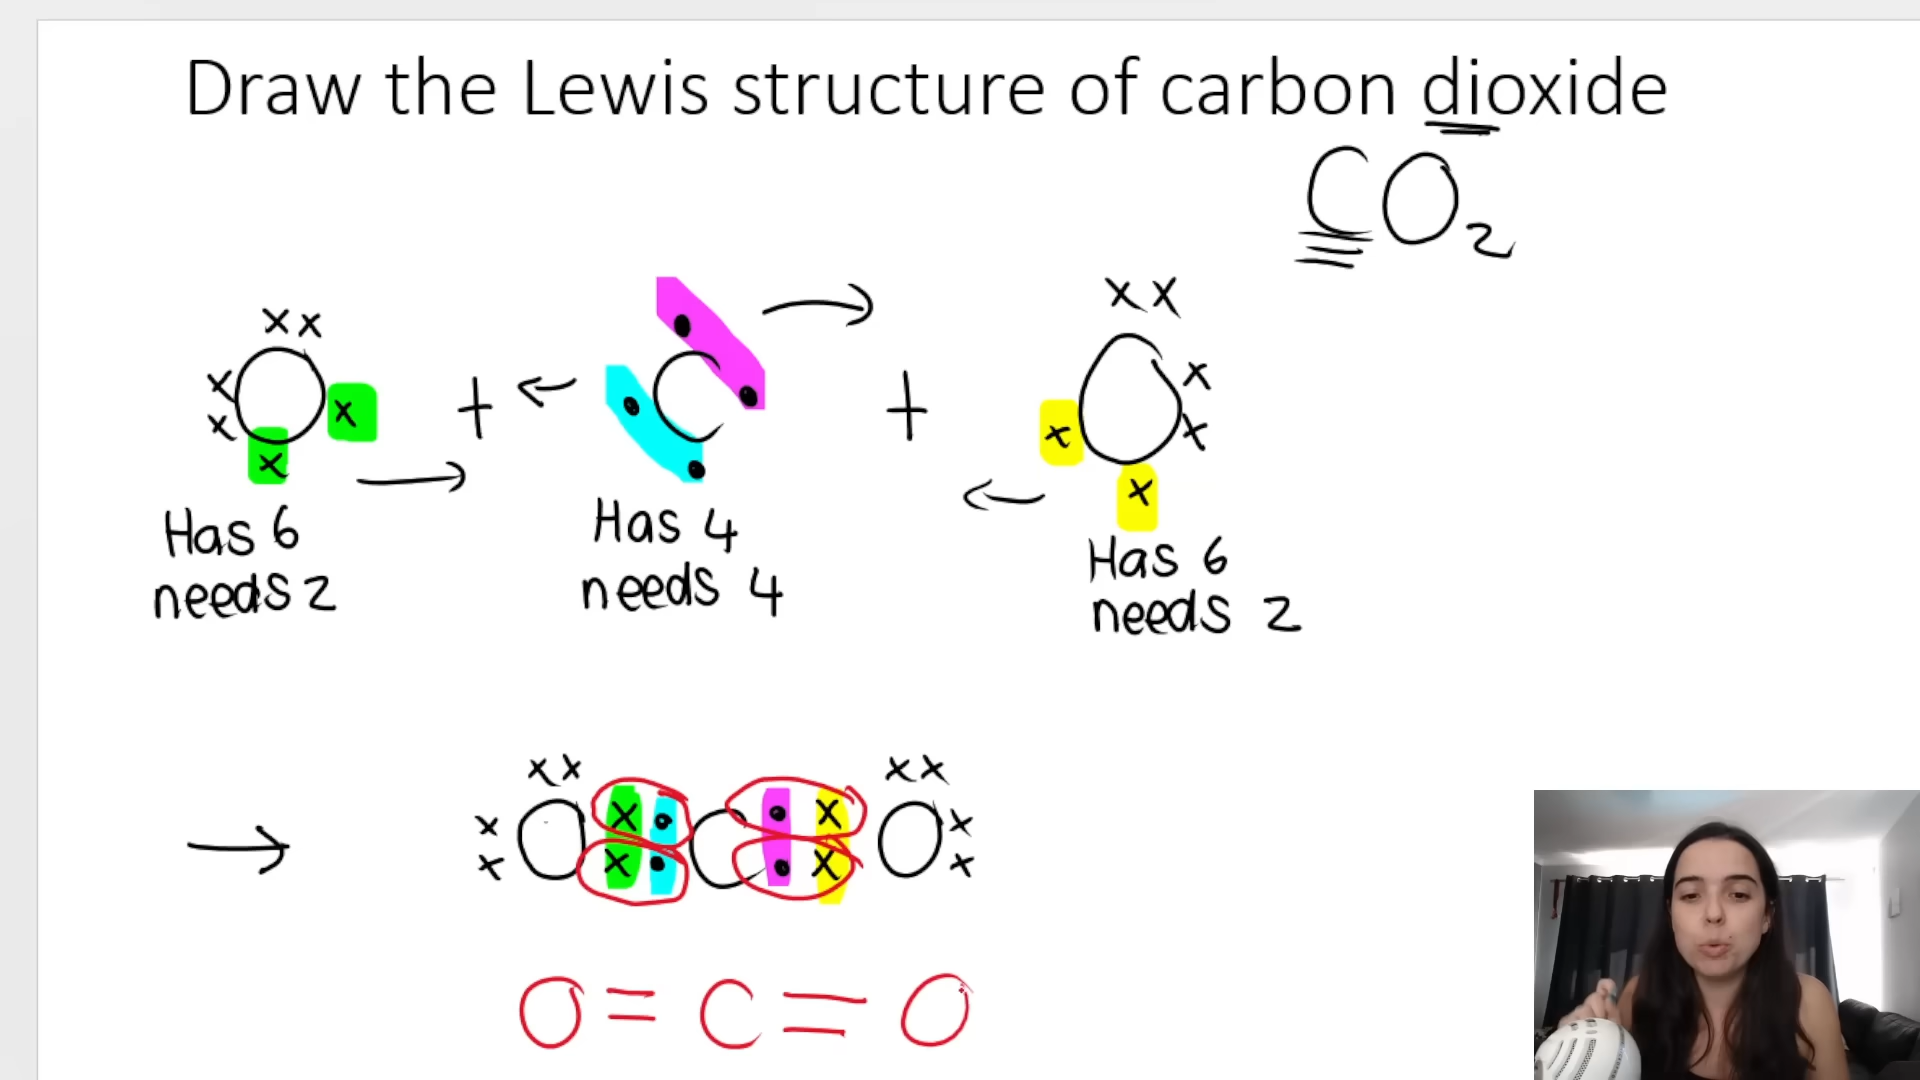 Draw the Lewis structure of carbon dioxide
CO₂
x x
x
x
O
x
x
+
←
C
→
+
x x
O
x
x
x
x
→
←
Has 6
needs 2
Has 4
needs 4
Has 6
needs 2
→
x x
x x
x
x
O
x
x
C
x
x
O
x
x
O = C = O